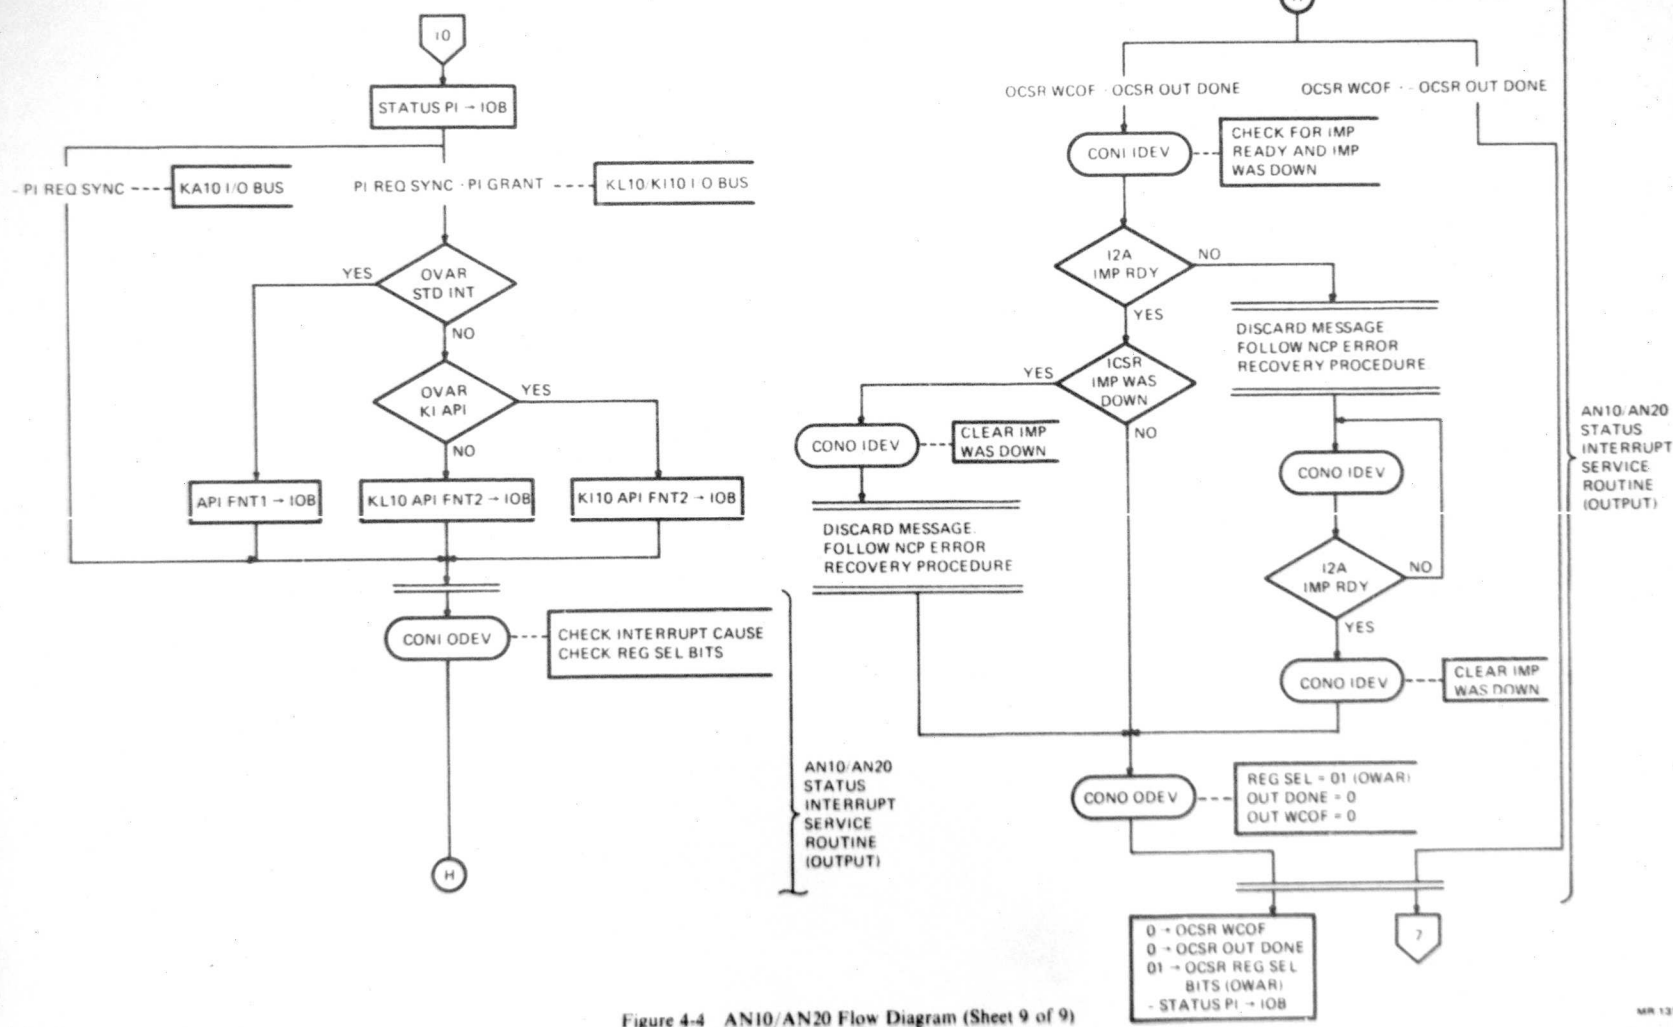 10
STATUS PI → IOB
- PI REQ SYNC
KA10 I/O BUS
PI REQ SYNC · PI GRANT
KL10/KI10 I O BUS
OVAR
STD INT
YES
NO
OVAR
KI API
YES
NO
API FNT1 → IOB
KL10 API FNT2 → IOB
KI10 API FNT2 → IOB
CONI ODEV
CHECK INTERRUPT CAUSE
CHECK REG SEL BITS
H
AN10/AN20
STATUS
INTERRUPT
SERVICE
ROUTINE
(OUTPUT)
OCSR WCOF · OCSR OUT DONE
OCSR WCOF · - OCSR OUT DONE
CONI IDEV
CHECK FOR IMP
READY AND IMP
WAS DOWN
I2A
IMP RDY
NO
YES
ICSR
IMP WAS
DOWN
YES
NO
CONO IDEV
CLEAR IMP
WAS DOWN
DISCARD MESSAGE.
FOLLOW NCP ERROR
RECOVERY PROCEDURE
DISCARD MESSAGE
FOLLOW NCP ERROR
RECOVERY PROCEDURE
CONO IDEV
I2A
IMP RDY
NO
YES
CONO IDEV
CLEAR IMP
WAS DOWN
CONO ODEV
REG SEL = 01 (OWAR)
OUT DONE = 0
OUT WCOF = 0
0 → OCSR WCOF
0 → OCSR OUT DONE
01 → OCSR REG SEL
BITS (OWAR)
- STATUS PI → IOB
7
AN10/AN20
STATUS
INTERRUPT
SERVICE
ROUTINE
(OUTPUT)
Figure 4-4 AN10/AN20 Flow Diagram (Sheet 9 of 9)
MR 13